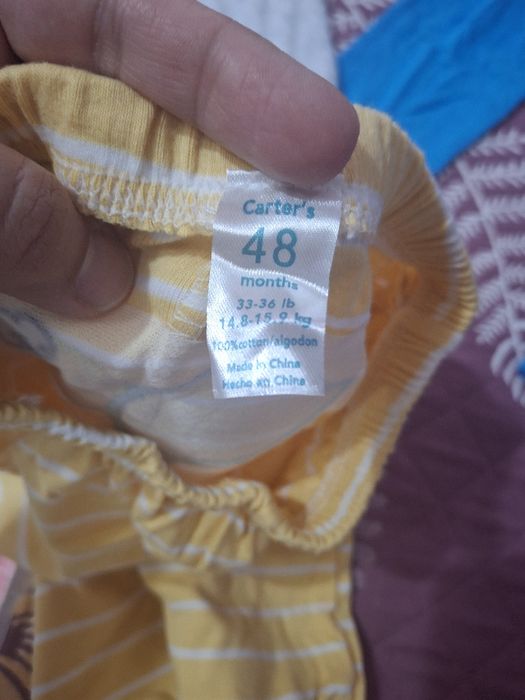 Carter's
48
months
33-36 lb
14.8-15.9 kg
100%cotton/algodon
Made in China
Hecho en China